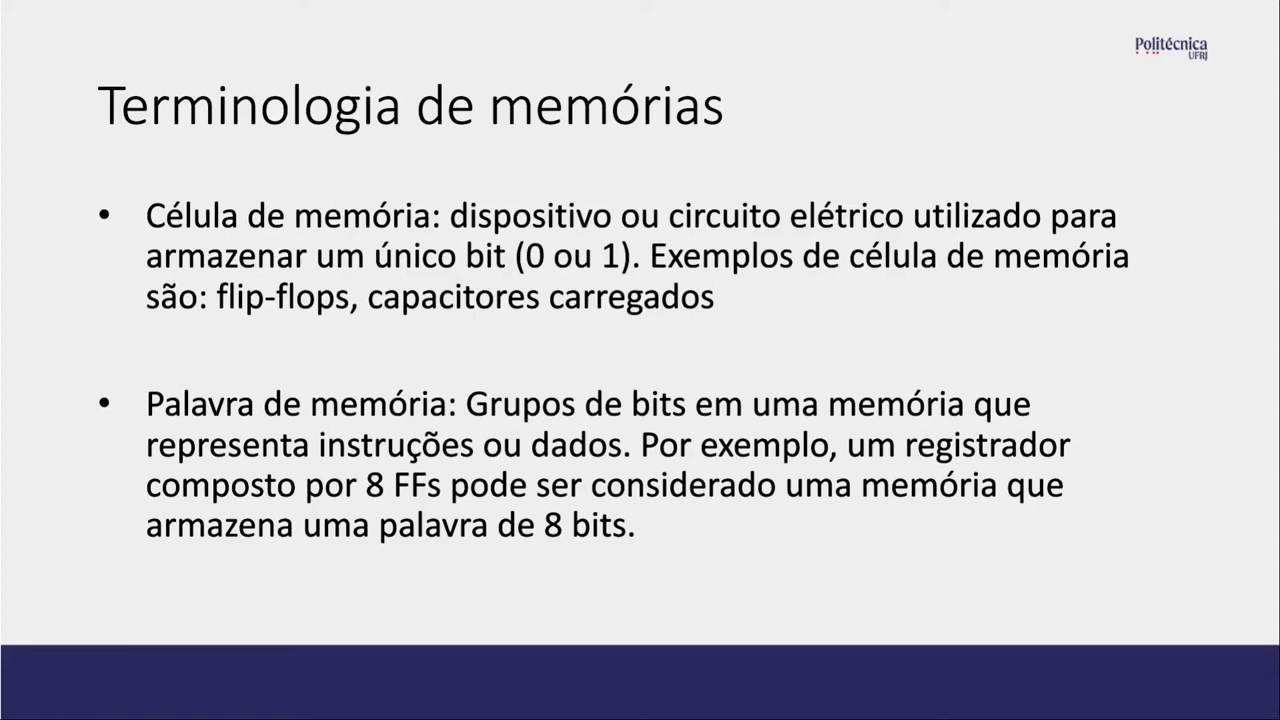 Politécnica
UFRJ
Terminologia de memórias
• Célula de memória: dispositivo ou circuito elétrico utilizado para
armazenar um único bit (0 ou 1). Exemplos de célula de memória
são: flip-flops, capacitores carregados
• Palavra de memória: Grupos de bits em uma memória que
representa instruções ou dados. Por exemplo, um registrador
composto por 8 FFs pode ser considerado uma memória que
armazena uma palavra de 8 bits.